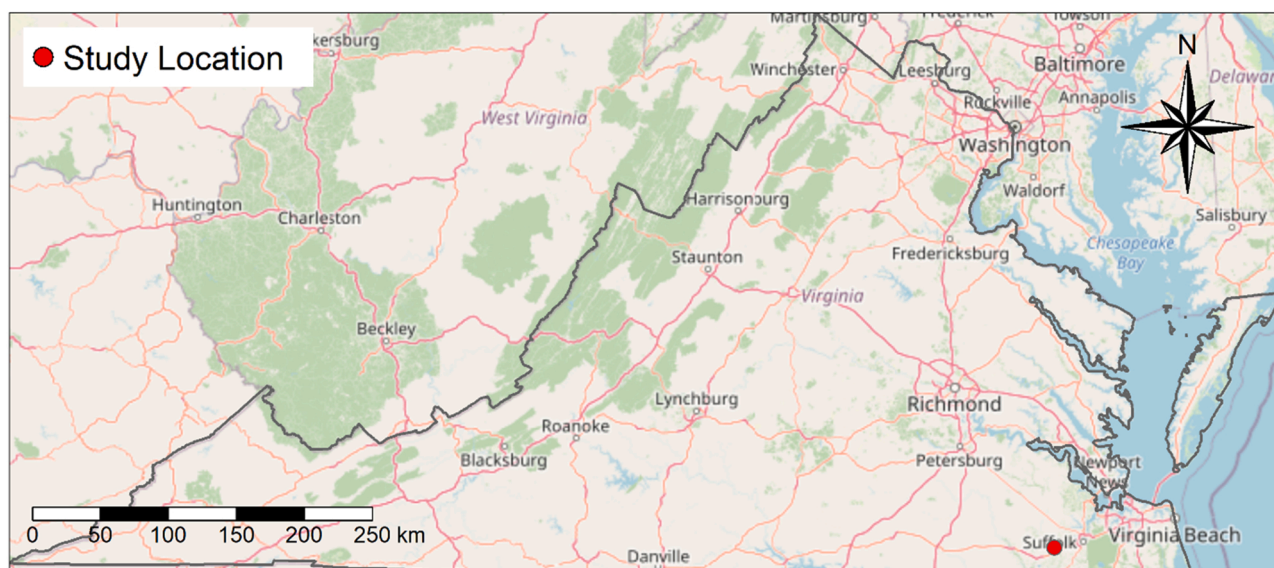 Study Location
ckersburg
Martinsburg
Frederick
Towson
N
Winchester
Leesburg
Baltimore
Delawar
Rockville
Annapolis
West Virginia
Washington
Waldorf
Huntington
Charleston
Harrisonburg
Salisbury
Chesapeake
Bay
Staunton
Fredericksburg
Virginia
Beckley
Richmond
Lynchburg
Roanoke
Blacksburg
Petersburg
Newport
News
0 50 100 150 200 250 km
Danville
Suffolk
Virginia Beach